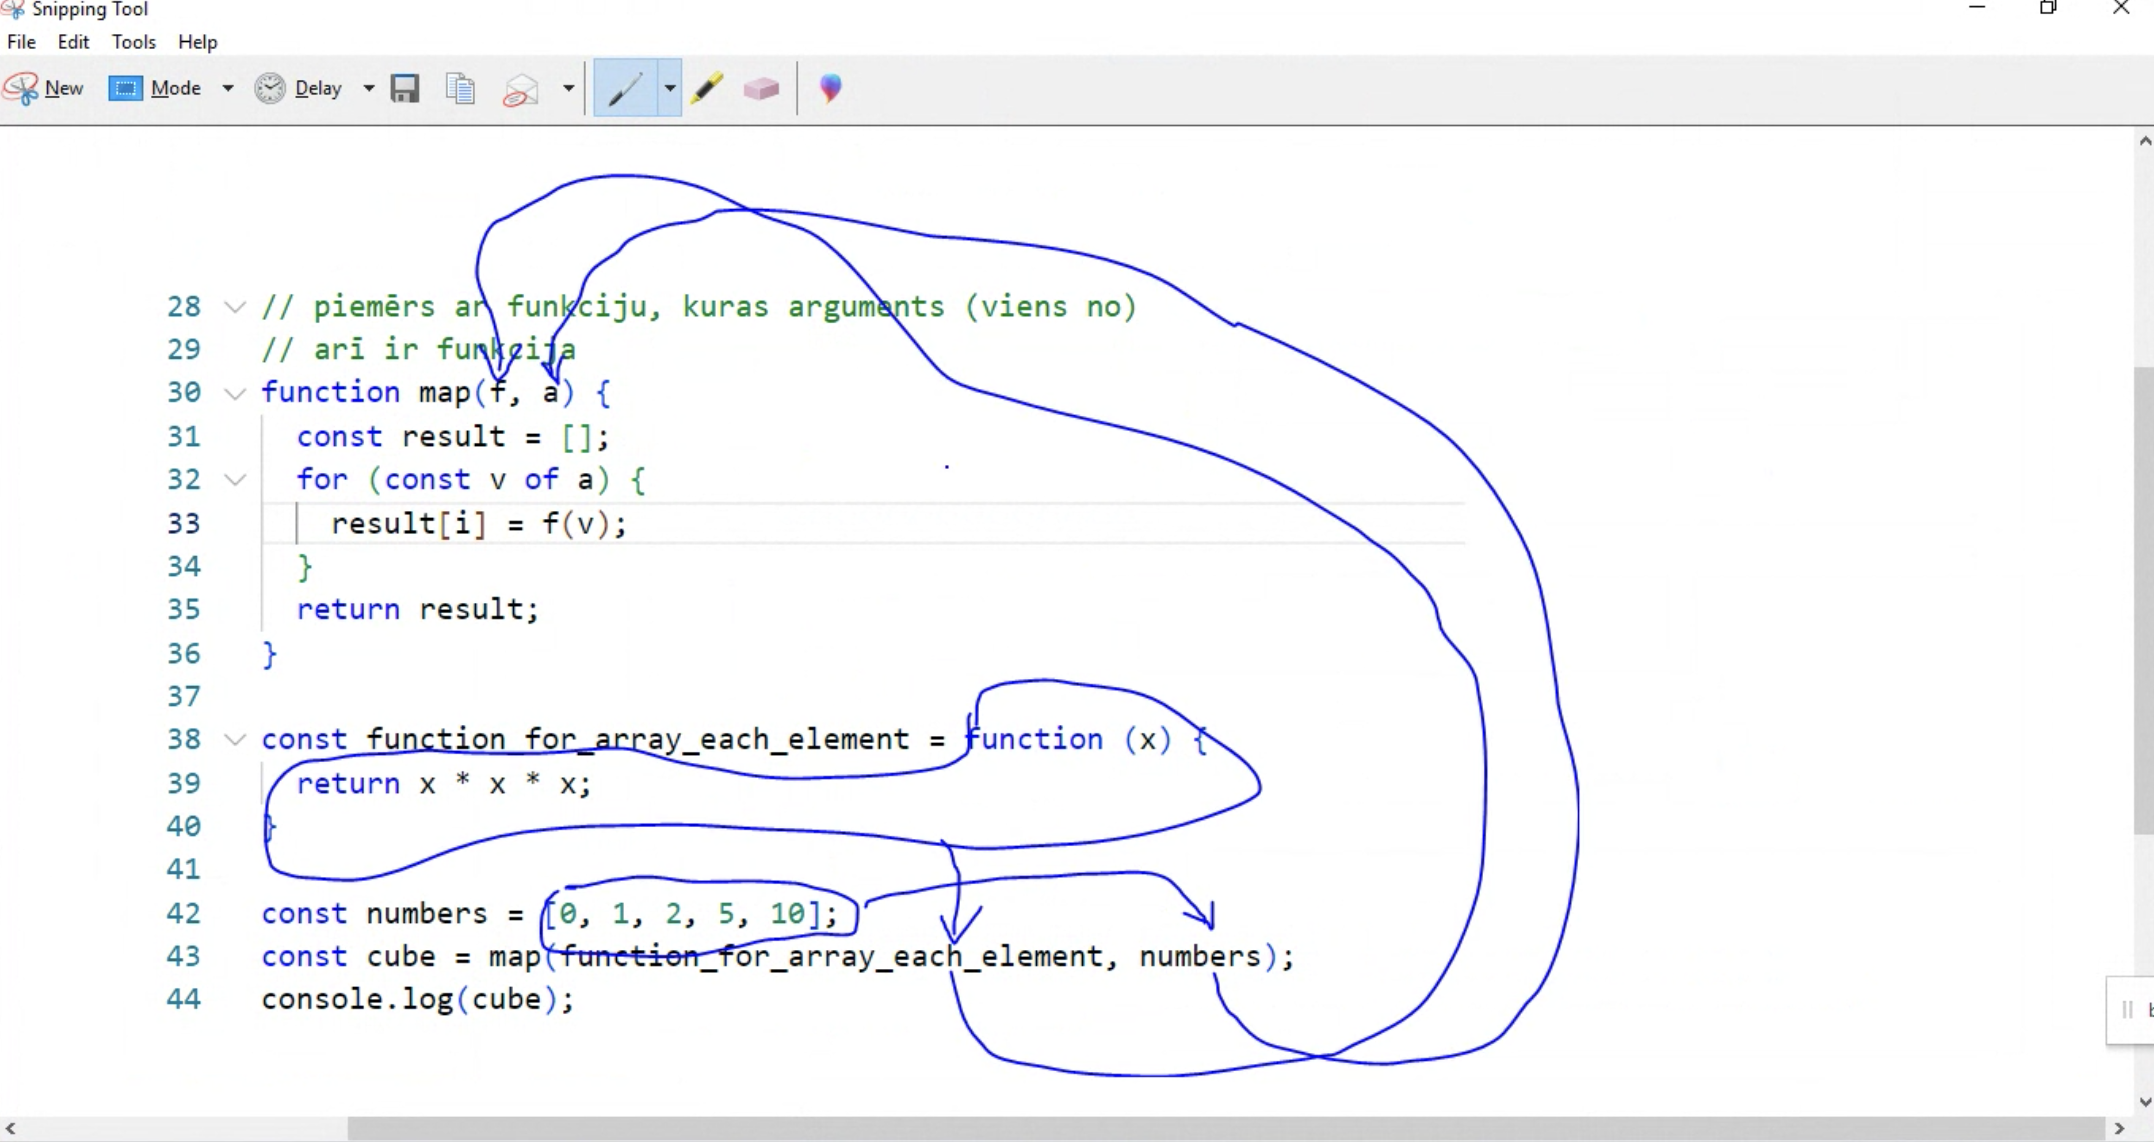 Snipping Tool
File Edit Tools Help
New Mode Delay
28 // piemērs ar funkciju, kuras arguments (viens no)
29 // arī ir funkcija
30 function map(f, a) {
31 const result = [];
32 for (const v of a) {
33 result[i] = f(v);
34 }
35 return result;
36 }
37
38 const function_for_array_each_element = function (x) {
39 return x * x * x;
40 }
41
42 const numbers = [0, 1, 2, 5, 10];
43 const cube = map(function_for_array_each_element, numbers);
44 console.log(cube);